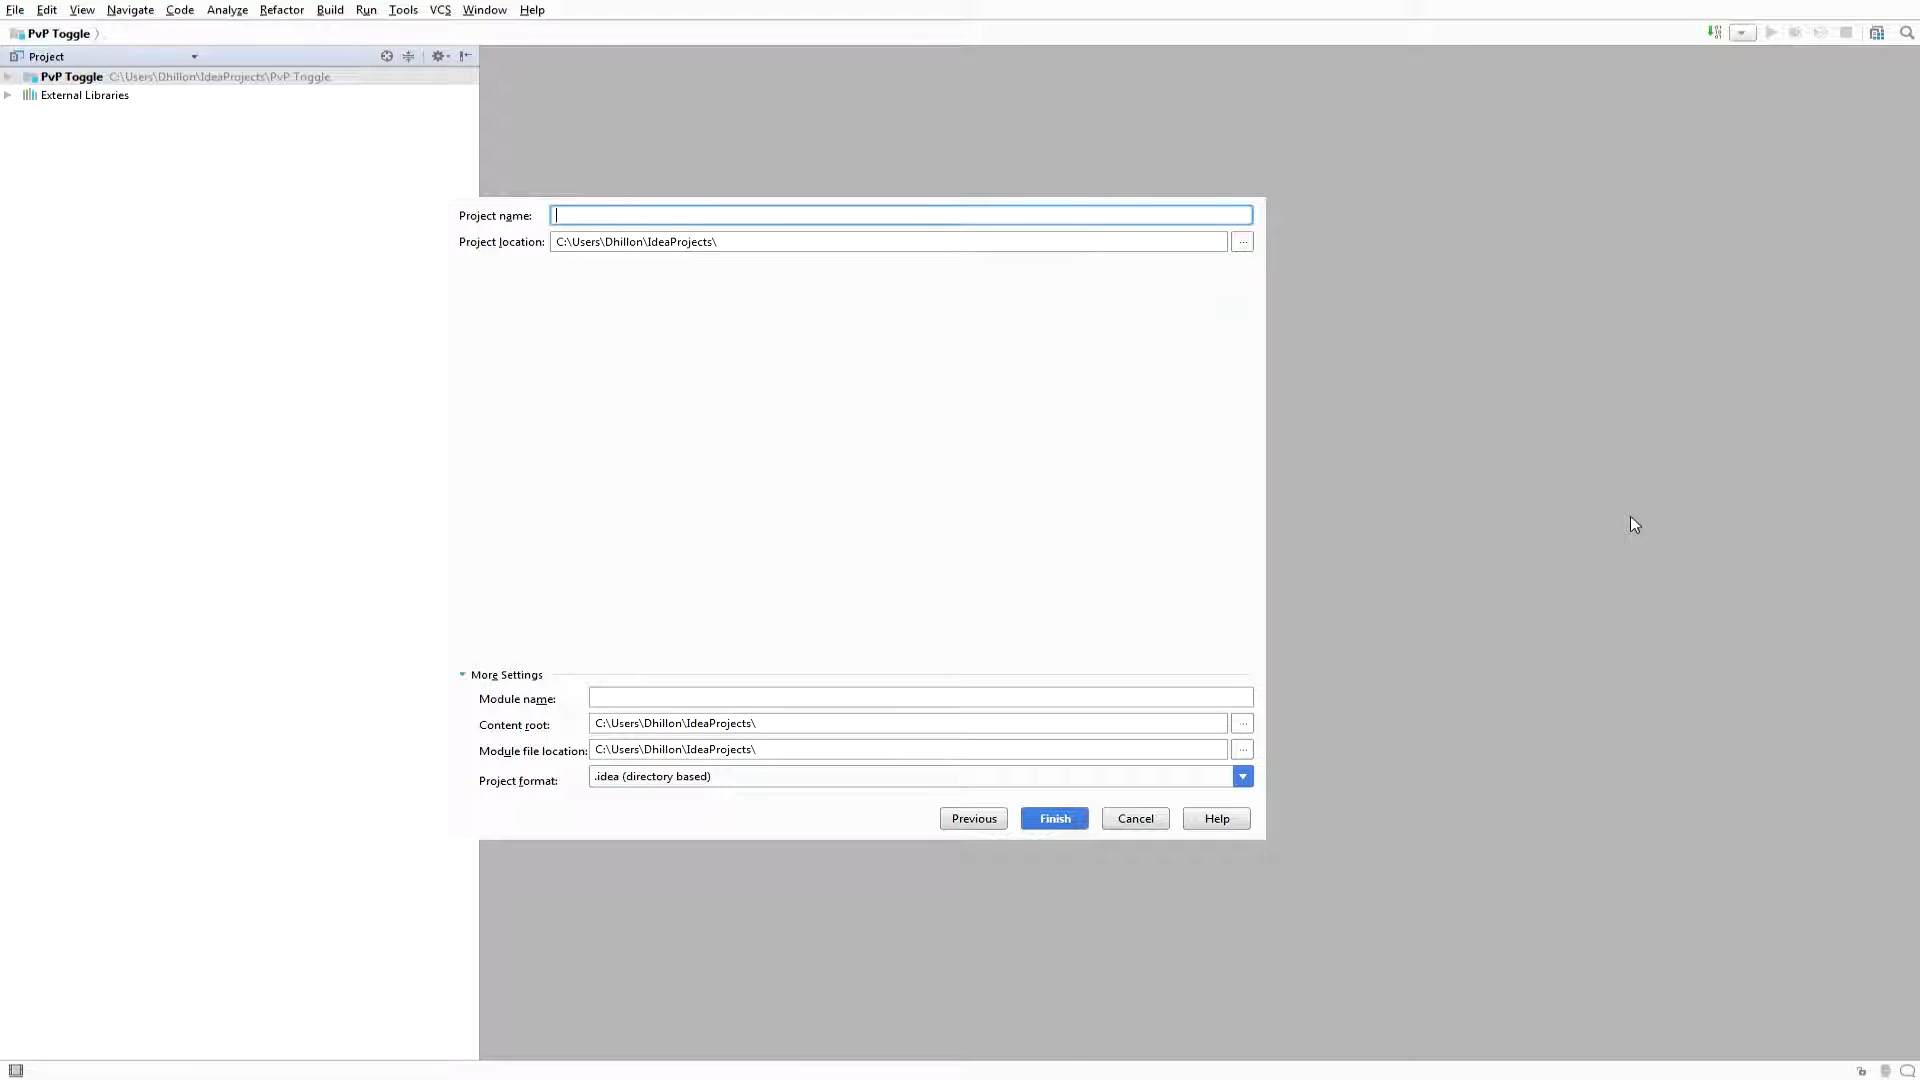 File Edit View Navigate Code Analyze Refactor Build Run Tools VCS Window Help
PvP Toggle
Project
PvP Toggle C:\Users\Dhillon\IdeaProjects\PvP Toggle
External Libraries
Project name:
Project location: C:\Users\Dhillon\IdeaProjects\ ...
More Settings
Module name:
Content root: C:\Users\Dhillon\IdeaProjects\ ...
Module file location: C:\Users\Dhillon\IdeaProjects\ ...
Project format: .idea (directory based)
Previous Finish Cancel Help